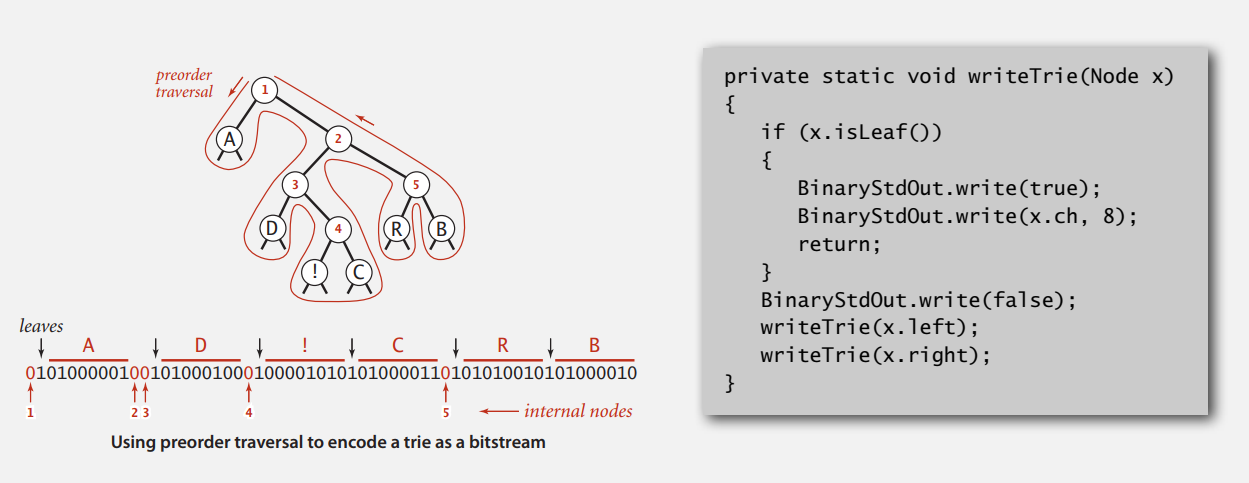 preorder
traversal
1
A
2
3
5
D
4
R
B
!
C
leaves
A D ! C R B
01010000010010100010001000010101010000110101010010101000010
1 2 3 4 5 internal nodes
Using preorder traversal to encode a trie as a bitstream
private static void writeTrie(Node x)
{
if (x.isLeaf())
{
BinaryStdOut.write(true);
BinaryStdOut.write(x.ch, 8);
return;
}
BinaryStdOut.write(false);
writeTrie(x.left);
writeTrie(x.right);
}